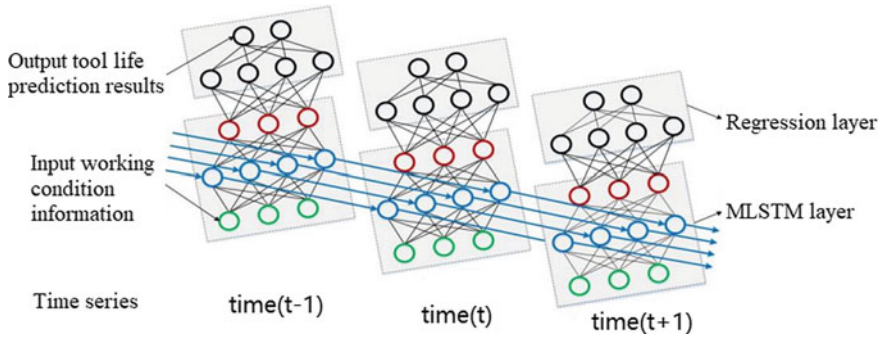 Output tool life
prediction results
Input working
condition
information
Regression layer
MLSTM layer
Time series
time(t-1)
time(t)
time(t+1)